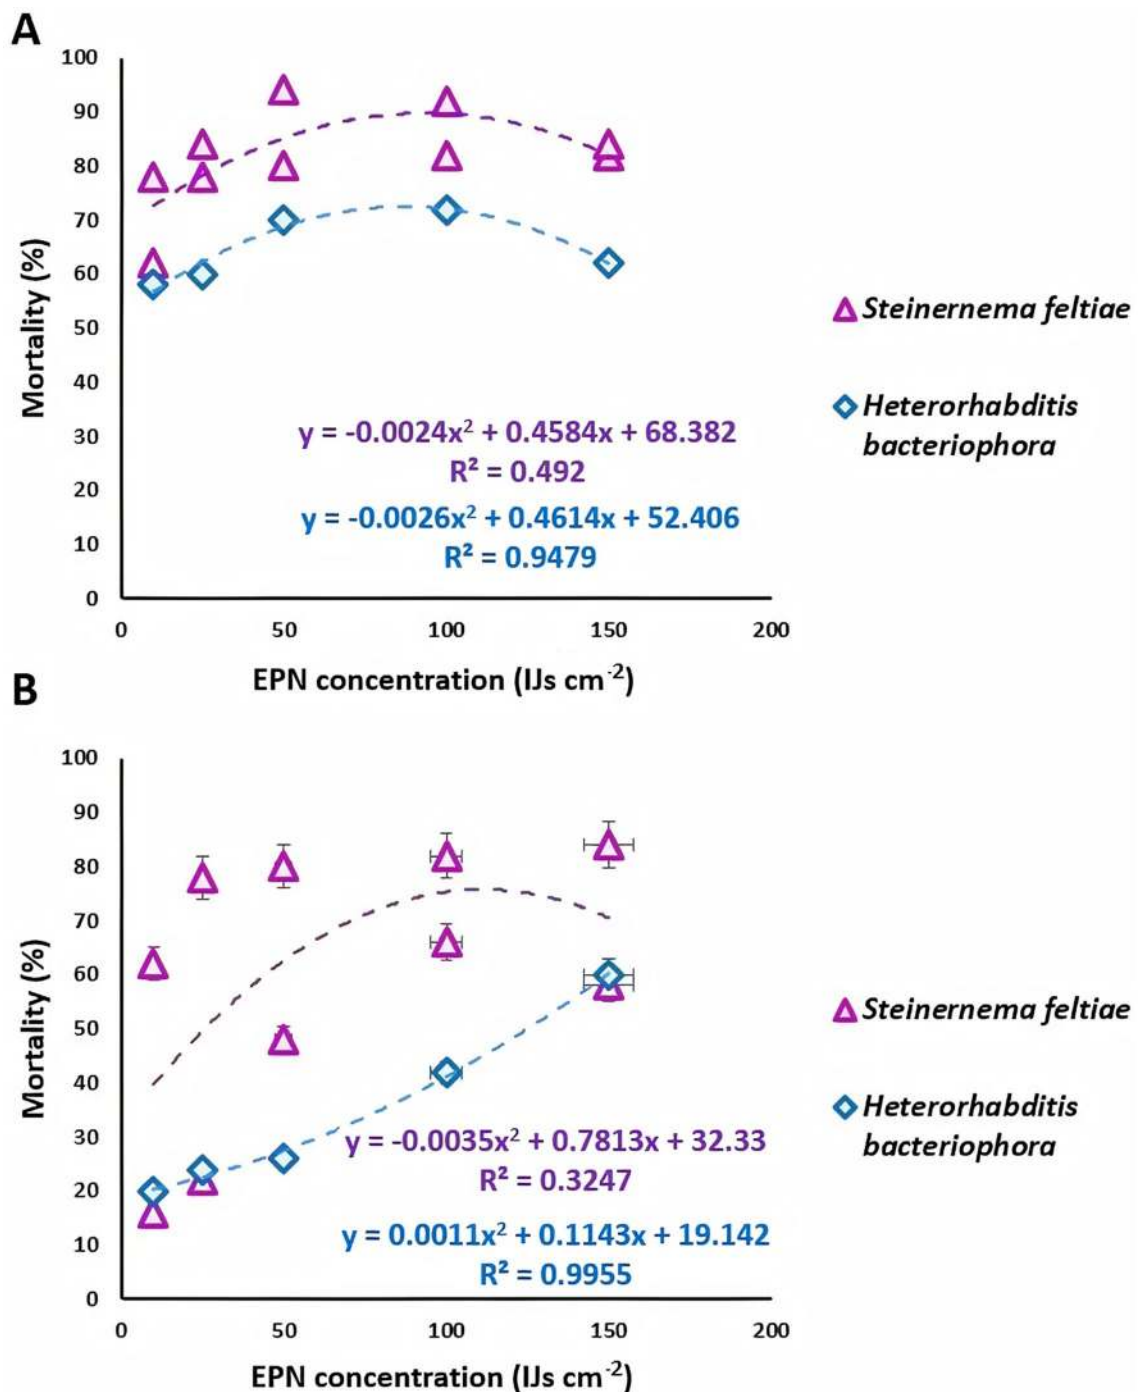 A
100
90
80
70
60
50
40
30
20
10
0
Mortality (%)
y = -0.0024x² + 0.4584x + 68.382
R² = 0.492
y = -0.0026x² + 0.4614x + 52.406
R² = 0.9479
0 50 100 150 200
EPN concentration (IJs cm⁻²)
Steinernema feltiae
Heterorhabditis
bacteriophora
B
100
90
80
70
60
50
40
30
20
10
0
Mortality (%)
y = -0.0035x² + 0.7813x + 32.33
R² = 0.3247
y = 0.0011x² + 0.1143x + 19.142
R² = 0.9955
0 50 100 150 200
EPN concentration (IJs cm⁻²)
Steinernema feltiae
Heterorhabditis
bacteriophora